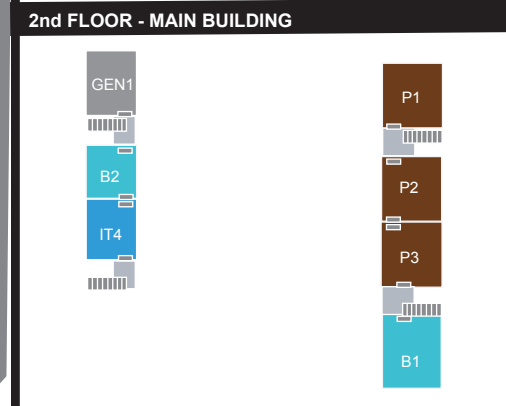 2nd FLOOR - MAIN BUILDING
GEN1
B2
IT4
P1
P2
P3
B1